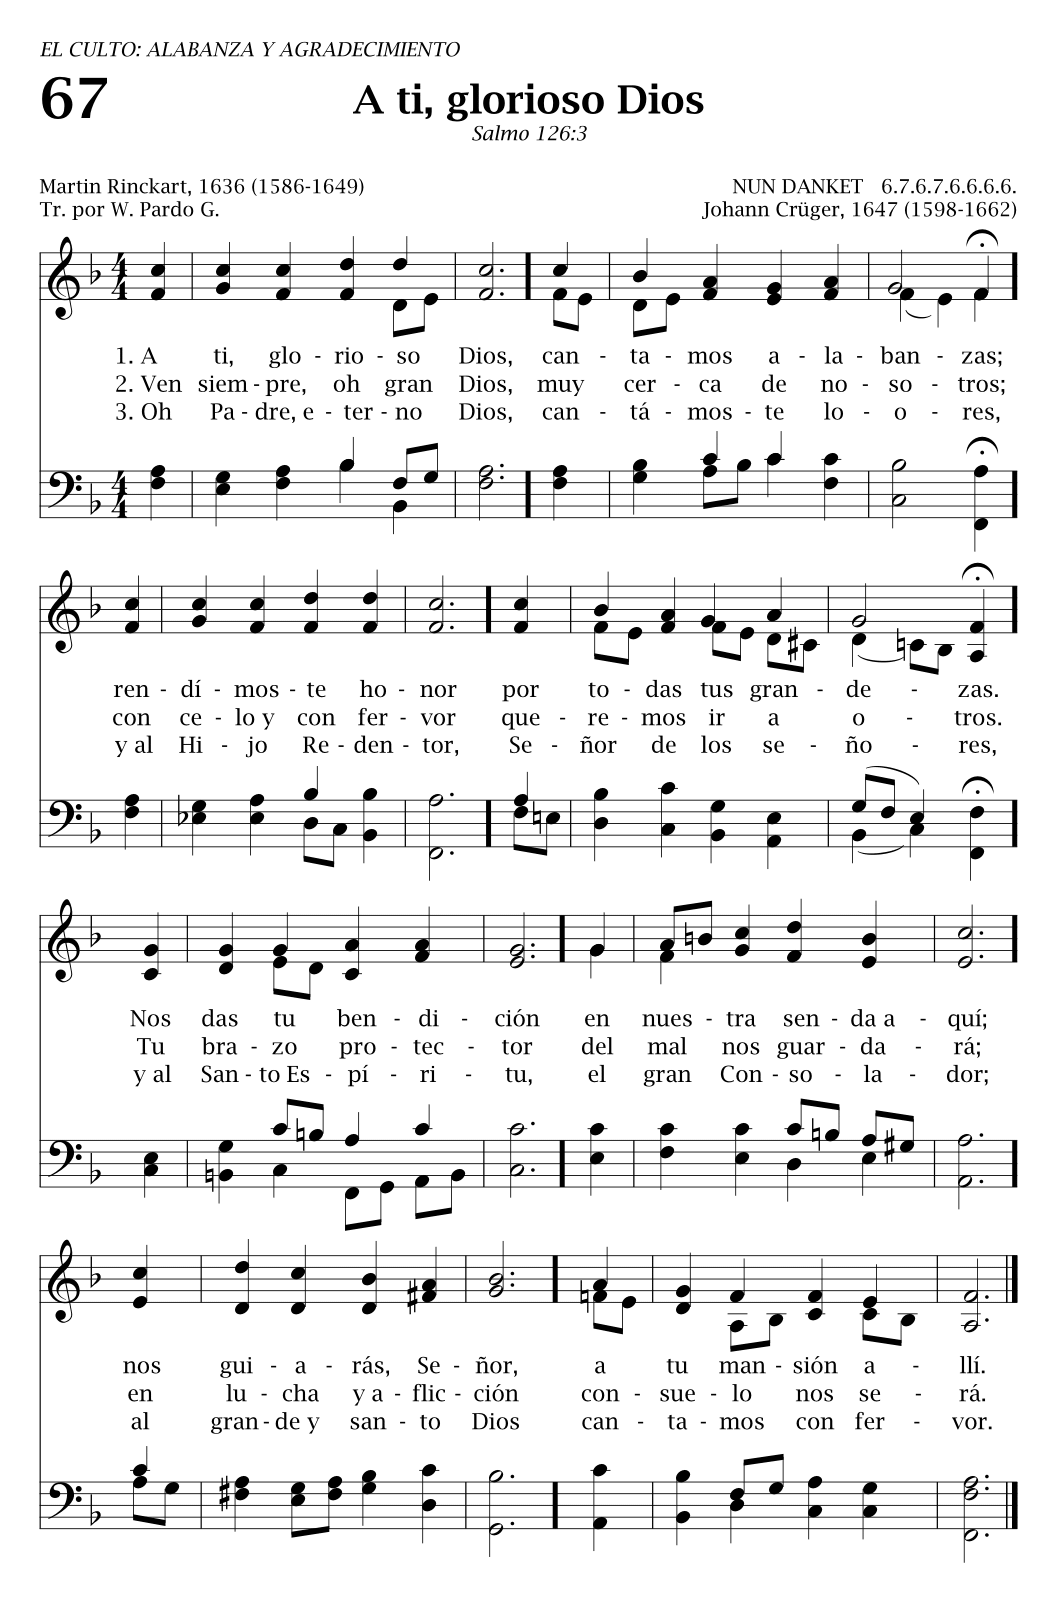 EL CULTO: ALABANZA Y AGRADECIMIENTO
67
A ti, glorioso Dios
Salmo 126:3
Martin Rinckart, 1636 (1586-1649)
NUN DANKET 6.7.6.7.6.6.6.6.
Tr. por W. Pardo G.
Johann Crüger, 1647 (1598-1662)
1. A ti, glo - rio - so Dios, can - ta - mos a - la - ban - zas;
2. Ven siem - pre, oh gran Dios, muy cer - ca de no - so - tros;
3. Oh Pa - dre, e - ter - no Dios, can - tá - mos - te lo - o - res,
ren - dí - mos - te ho - nor por to - das tus gran - de - zas.
con ce - lo y con fer - vor que - re - mos ir a o - tros.
y al Hi - jo Re - den - tor, Se - ñor de los se - ño - res,
Nos das tu ben - di - ción en nues - tra sen - da a - quí;
Tu bra - zo pro - tec - tor del mal nos guar - da - rá;
y al San - to Es - pí - ri - tu, el gran Con - so - la - dor;
nos gui - a - rás, Se - ñor, a tu man - sión a - llí.
en lu - cha y a - flic - ción con - sue - lo nos se - rá.
al gran - de y san - to Dios can - ta - mos con fer - vor.